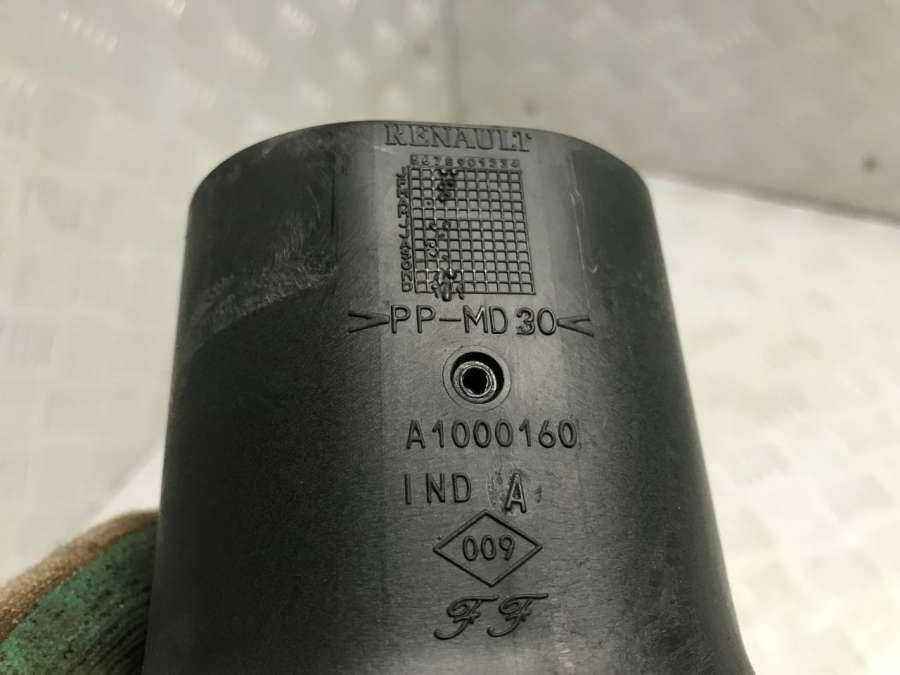 RENAULT
>PP-MD30<
A1000160
IND A
009
FF